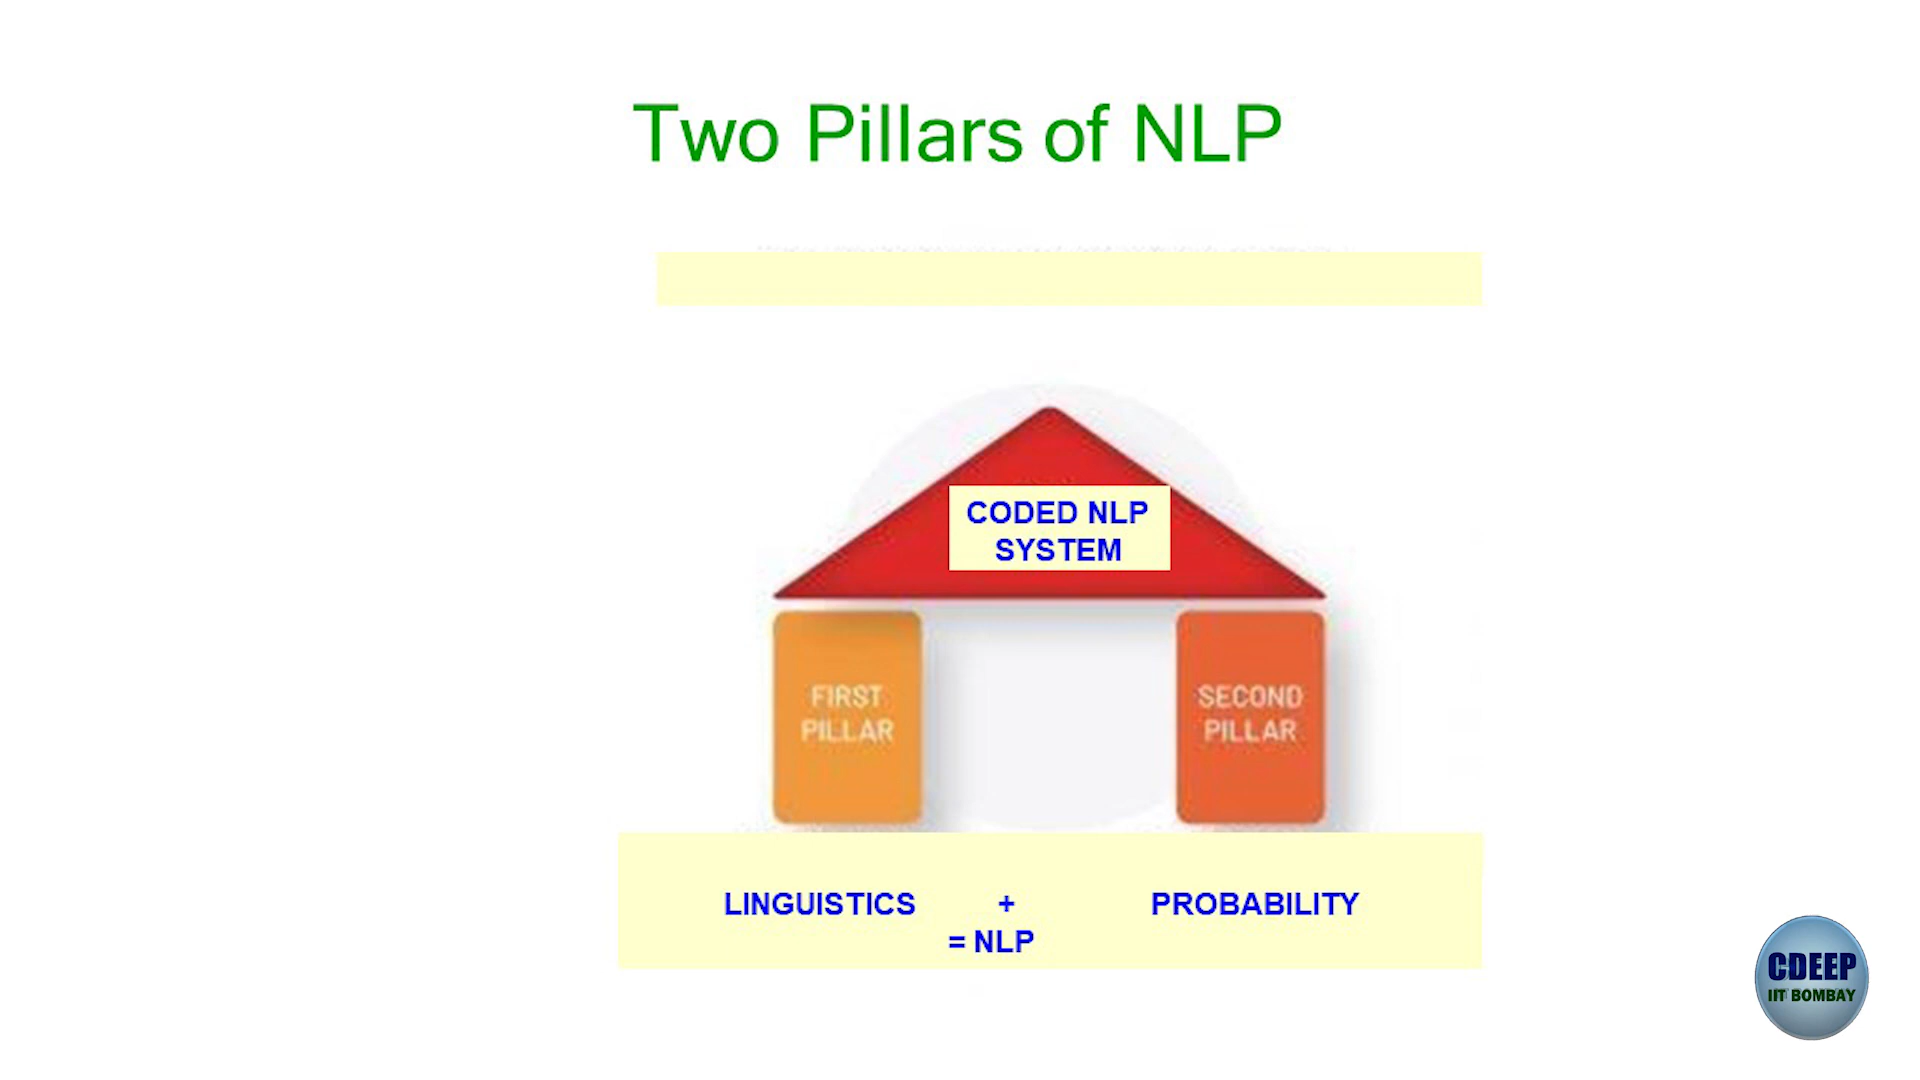 Two Pillars of NLP
CODED NLP
SYSTEM
FIRST
PILLAR
SECOND
PILLAR
LINGUISTICS + PROBABILITY
= NLP
CDEEP
IIT BOMBAY